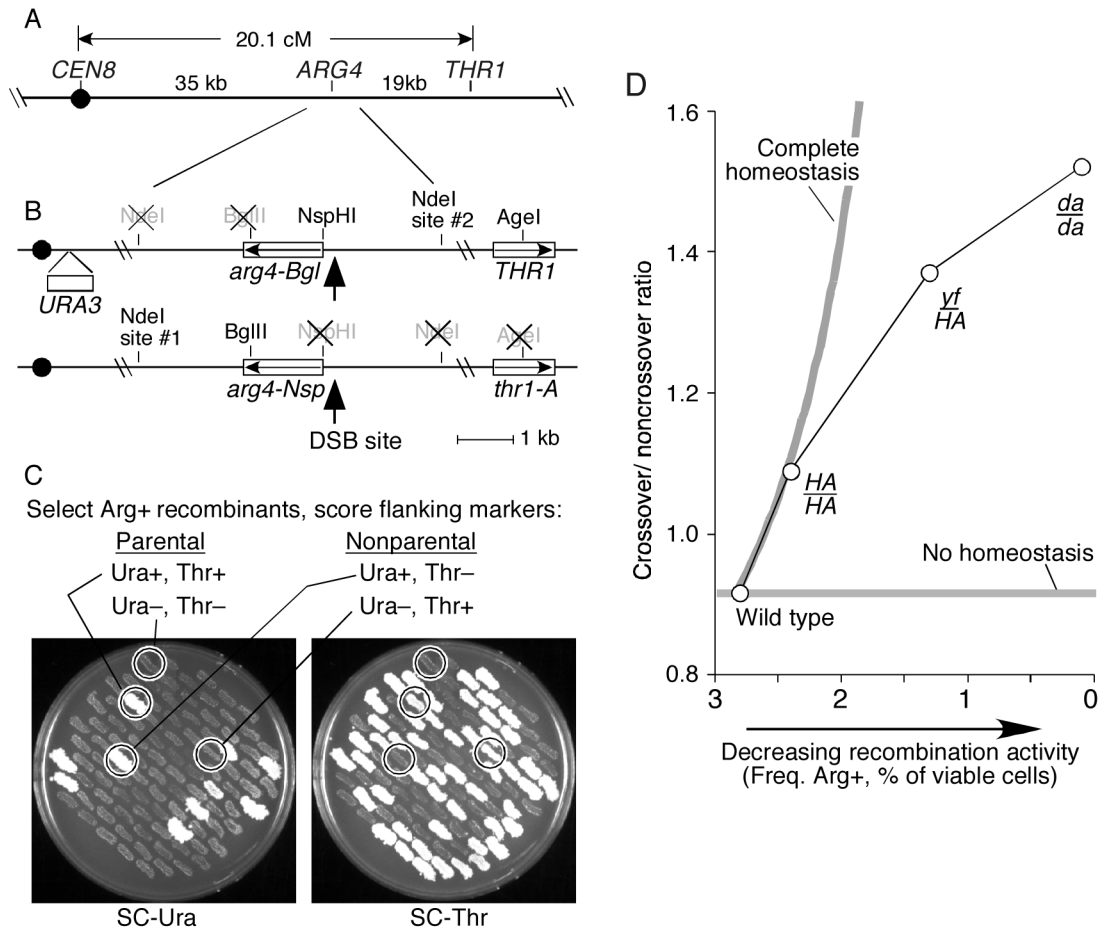 A
20.1 cM
CEN8
ARG4
THR1
35 kb
19kb
B
NdeI
BglII
NspHI
NdeI
site #2
AgeI
arg4-Bgl
THR1
URA3
NdeI
site #1
BglII
NspHI
NdeI
AgeI
arg4-Nsp
thr1-A
DSB site
1 kb
C
Select Arg+ recombinants, score flanking markers:
Parental
Nonparental
Ura+, Thr+
Ura+, Thr–
Ura–, Thr–
Ura–, Thr+
SC-Ura
SC-Thr
D
Crossover/ noncrossover ratio
1.6
1.4
1.2
1.0
0.8
Complete
homeostasis
da
da
yf
HA
HA
HA
No homeostasis
Wild type
3
2
1
0
Decreasing recombination activity
(Freq. Arg+, % of viable cells)